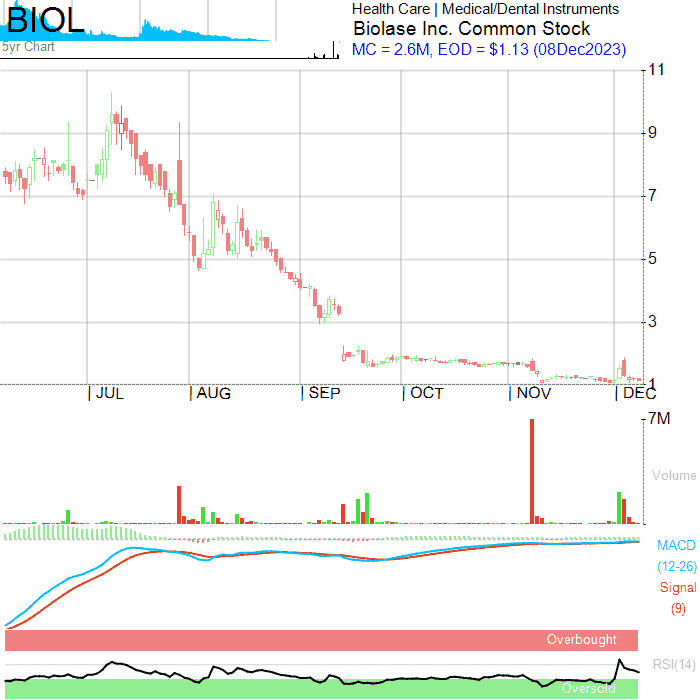 BIOL
5yr Chart
Health Care | Medical/Dental Instruments
Biolase Inc. Common Stock
MC = 2.6M, EOD = $1.13 (08Dec2023)
11
9
7
5
3
1
JUL AUG SEP OCT NOV DEC
7M
Volume
MACD
(12-26)
Signal
(9)
Overbought
RSI(14)
Oversold